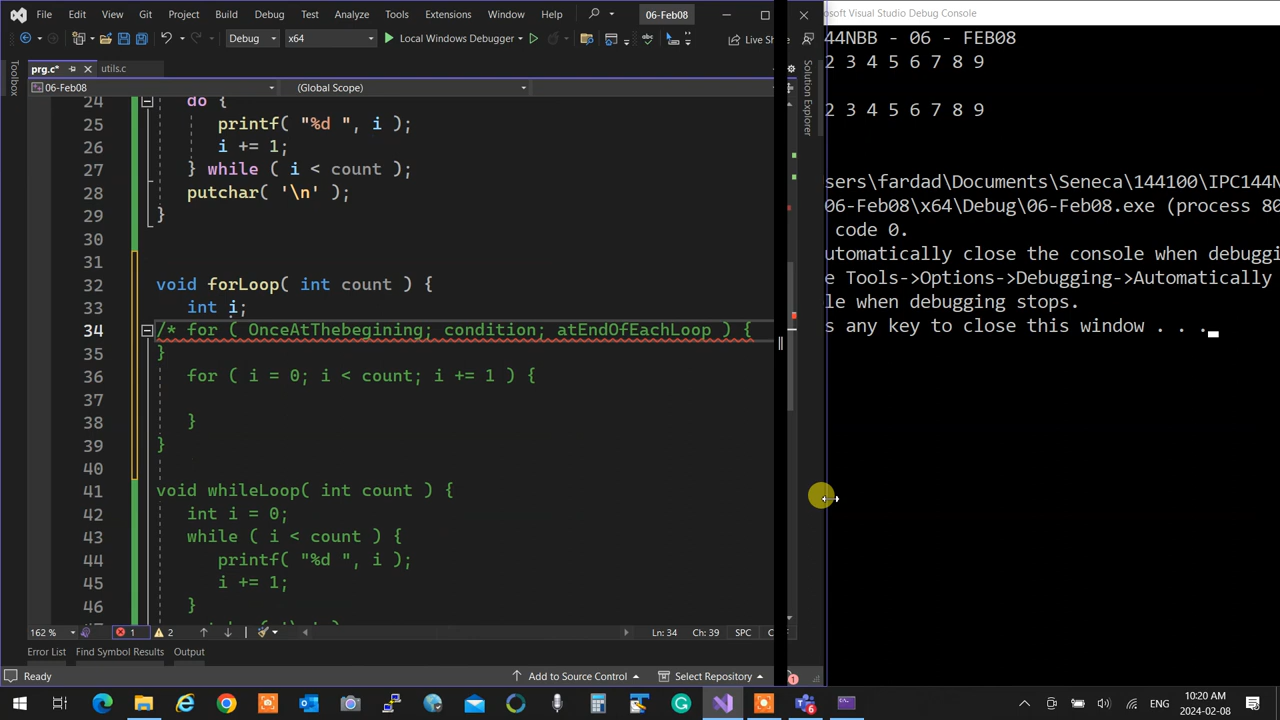 File Edit View Git Project Build Debug Test Analyze Tools Extensions Window Help 06-Feb08
Debug x64 Local Windows Debugger Live Sh
prg.c* utils.c
06-Feb08 (Global Scope)
Toolbox
Solution Explorer
24 do {
25 printf( "%d ", i );
26 i += 1;
27 } while ( i < count );
28 putchar( '\n' );
29 }
30
31
32 void forLoop( int count ) {
33 int i;
34 /* for ( OnceAtThebegining; condition; atEndOfEachLoop ) {
35 }
36 for ( i = 0; i < count; i += 1 ) {
37
38 }
39 }
40
41 void whileLoop( int count ) {
42 int i = 0;
43 while ( i < count ) {
44 printf( "%d ", i );
45 i += 1;
46 }
162 % 1 2 Ln: 34 Ch: 39 SPC
Error List Find Symbol Results Output
Ready Add to Source Control Select Repository 1
osoft Visual Studio Debug Console
44NBB - 06 - FEB08
2 3 4 5 6 7 8 9
2 3 4 5 6 7 8 9
sers\fardad\Documents\Seneca\144100\IPC144N
06-Feb08\x64\Debug\06-Feb08.exe (process 80
code 0.
utomatically close the console when debuggi
e Tools->Options->Debugging->Automatically
le when debugging stops.
s any key to close this window . . .
6
ENG 10:20 AM
2024-02-08